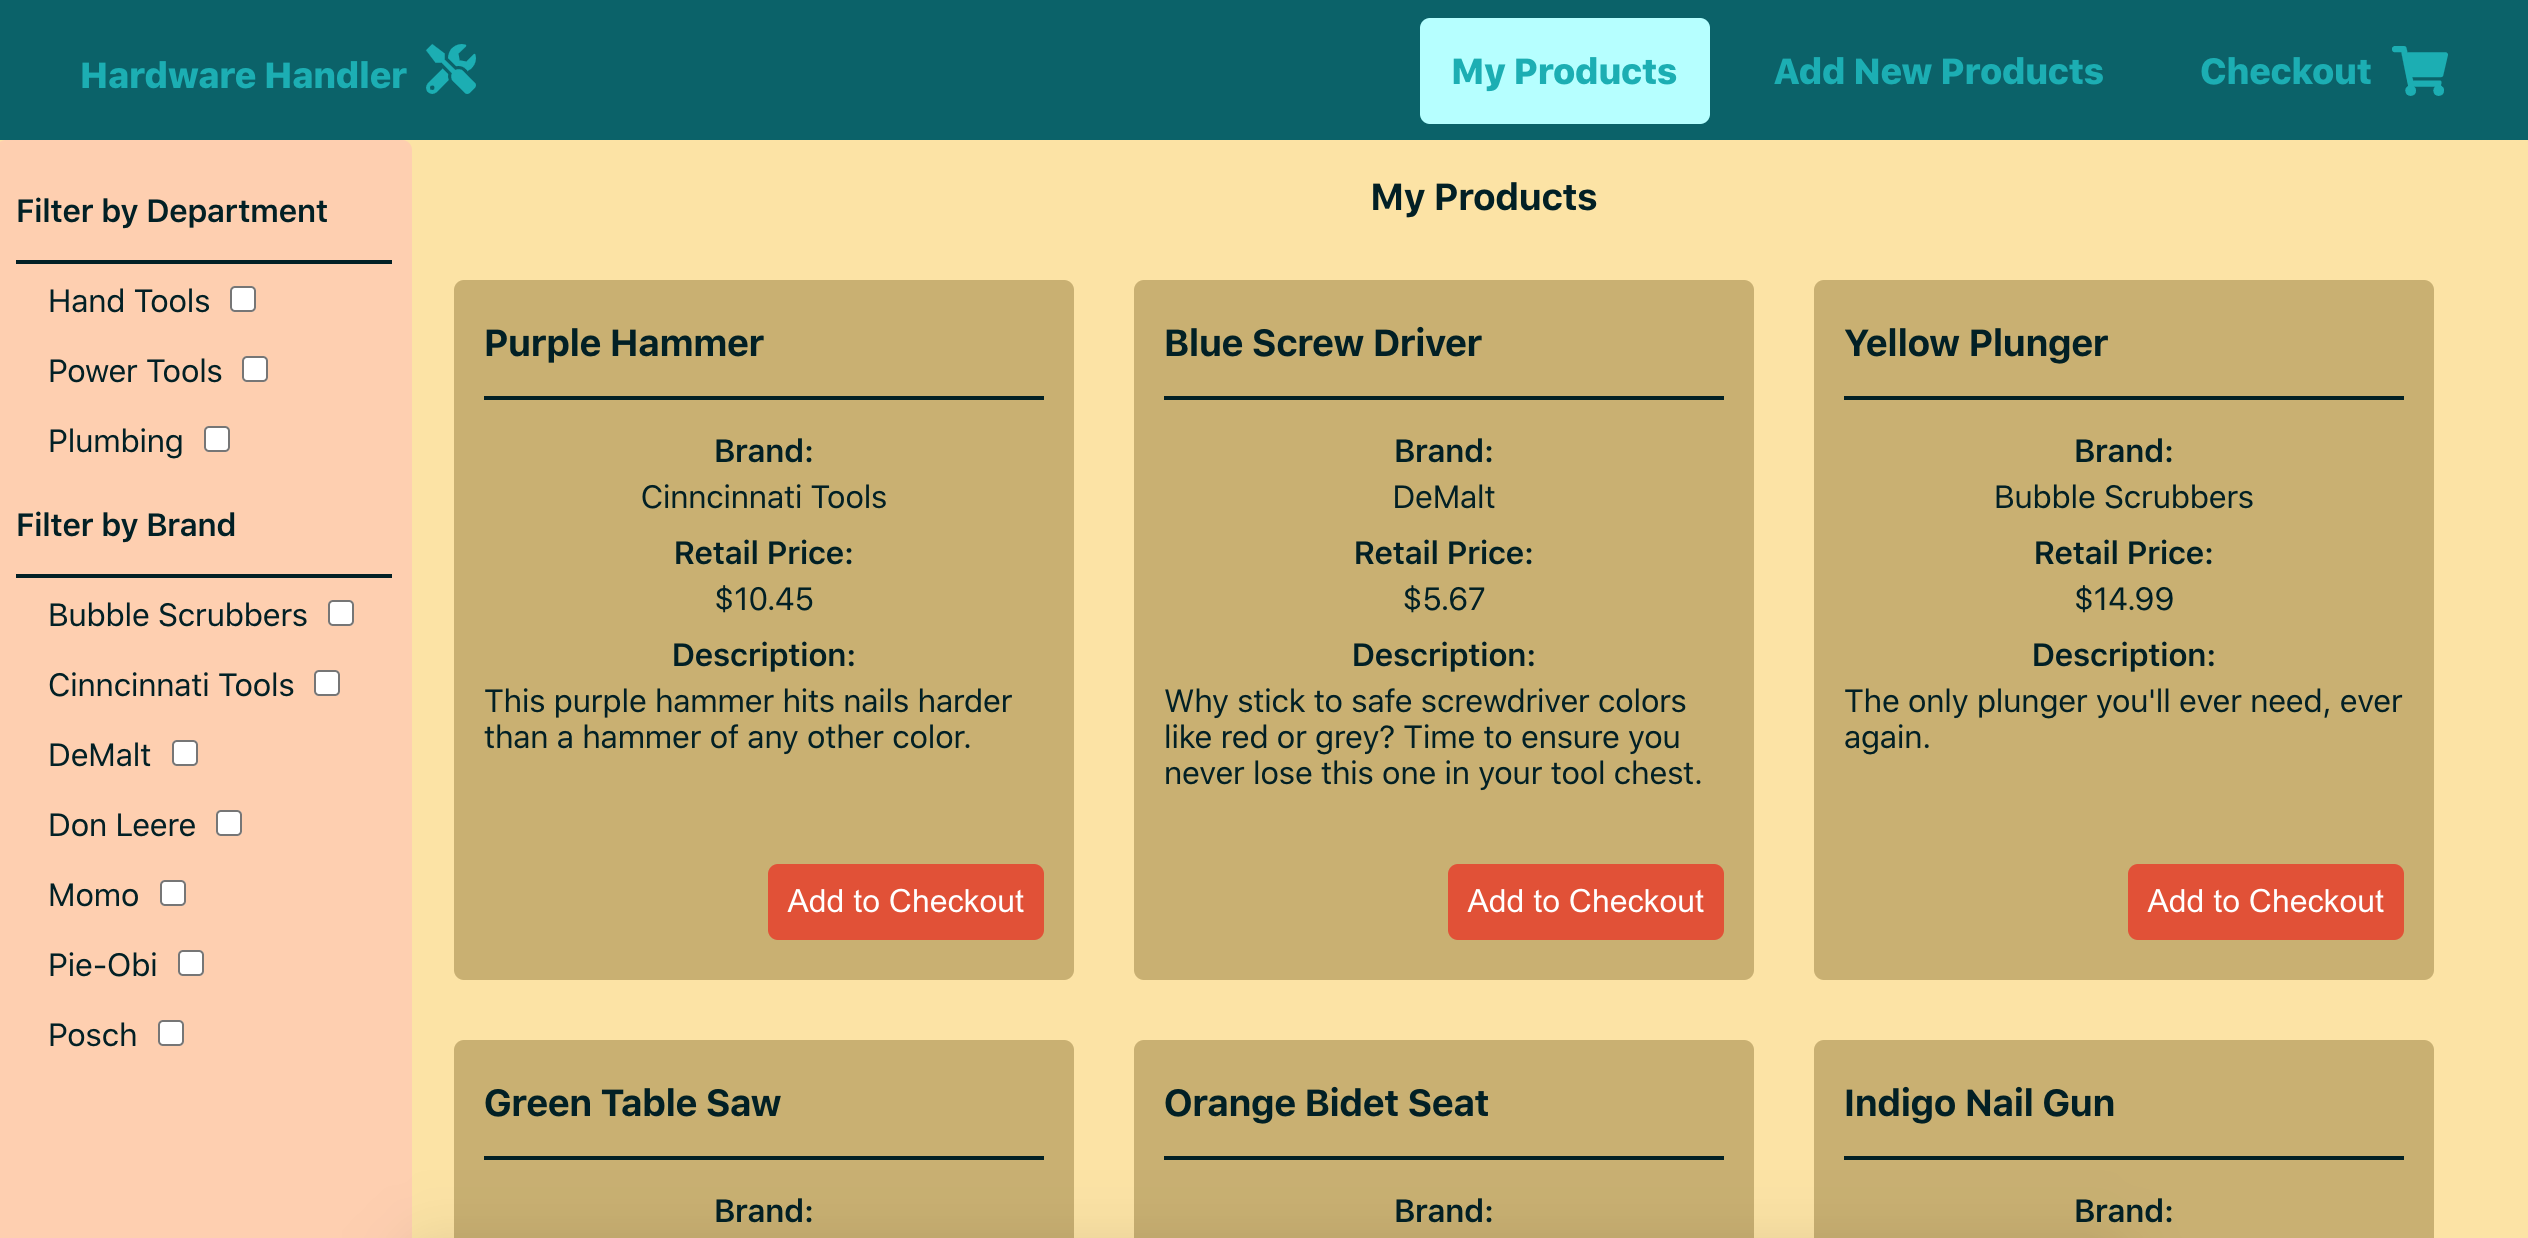 Hardware Handler
My Products
Add New Products
Checkout
Filter by Department
Hand Tools
Power Tools
Plumbing
Filter by Brand
Bubble Scrubbers
Cinncinnati Tools
DeMalt
Don Leere
Momo
Pie-Obi
Posch
My Products
Purple Hammer
Brand:
Cinncinnati Tools
Retail Price:
$10.45
Description:
This purple hammer hits nails harder
than a hammer of any other color.
Add to Checkout
Blue Screw Driver
Brand:
DeMalt
Retail Price:
$5.67
Description:
Why stick to safe screwdriver colors
like red or grey? Time to ensure you
never lose this one in your tool chest.
Add to Checkout
Yellow Plunger
Brand:
Bubble Scrubbers
Retail Price:
$14.99
Description:
The only plunger you'll ever need, ever
again.
Add to Checkout
Green Table Saw
Brand:
Orange Bidet Seat
Brand:
Indigo Nail Gun
Brand: